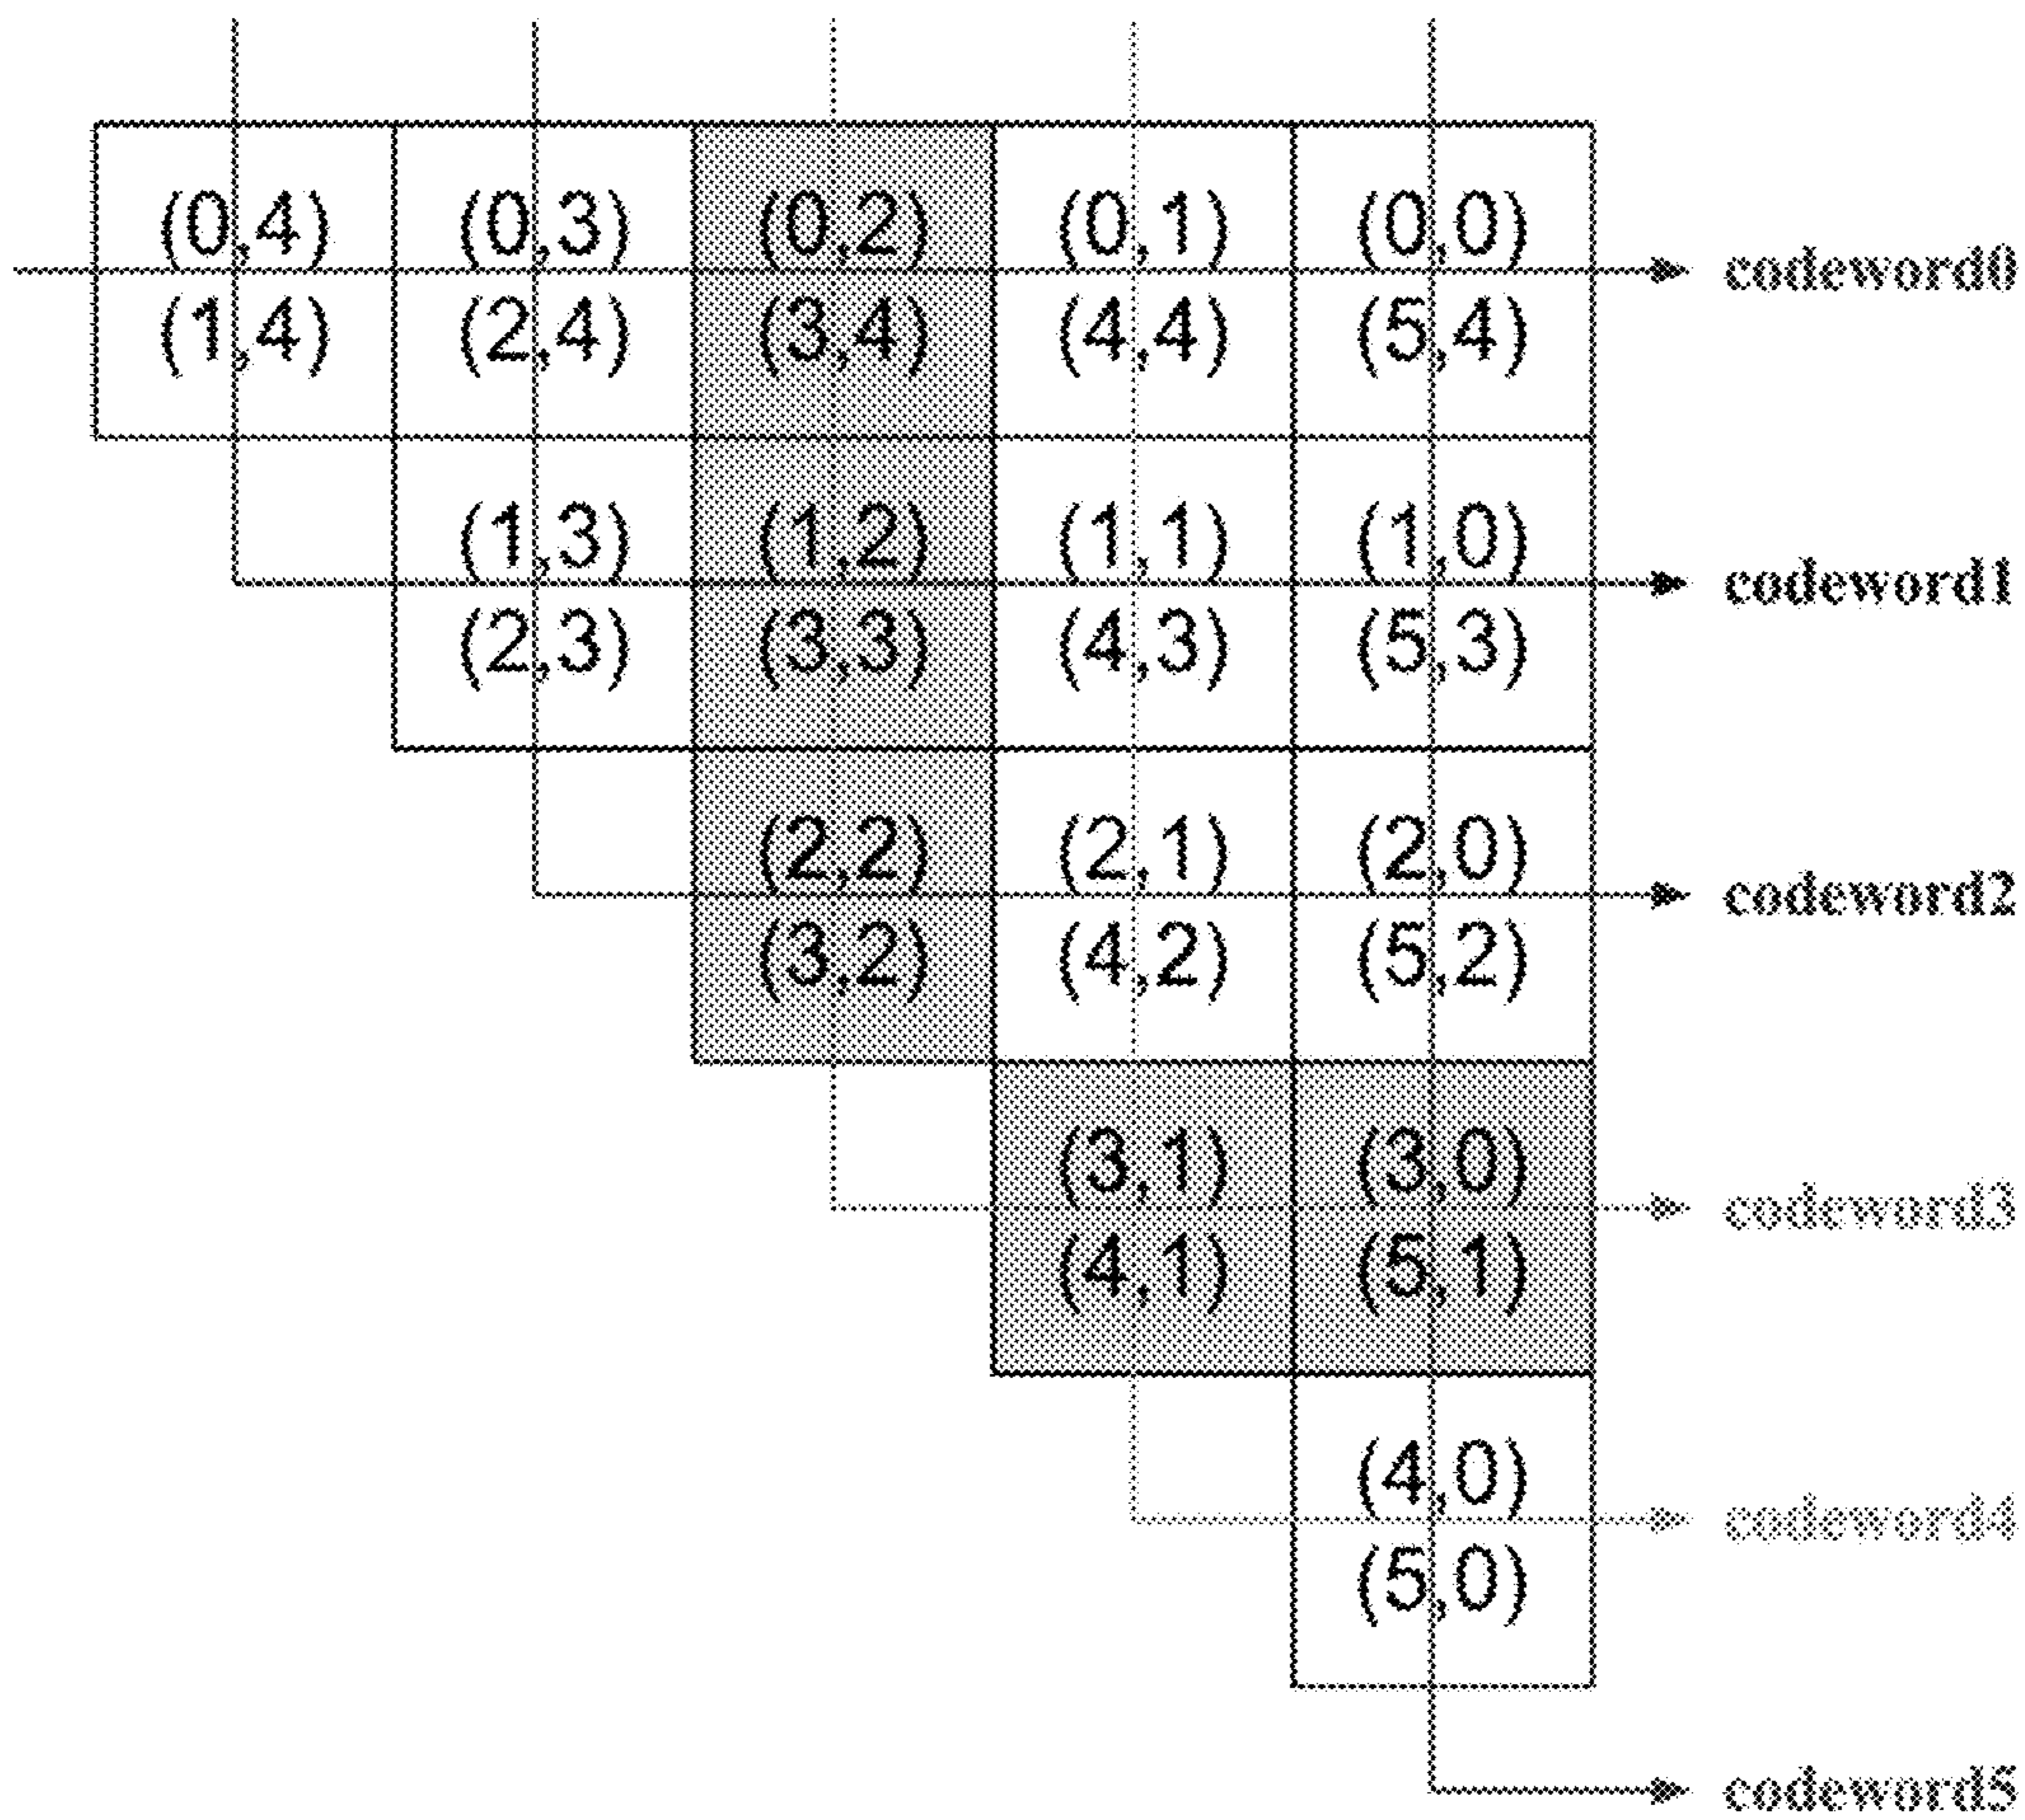 (0,4) (0,3) (0,2) (0,1) (0,0)
codeword0
(1,4) (2,4) (3,4) (4,4) (5,4)
(1,3) (1,2) (1,1) (1,0)
codeword1
(2,3) (3,3) (4,3) (5,3)
(2,2) (2,1) (2,0)
codeword2
(3,2) (4,2) (5,2)
(3,1) (3,0)
codeword3
(4,1) (5,1)
(4,0)
codeword4
(5,0)
codeword5